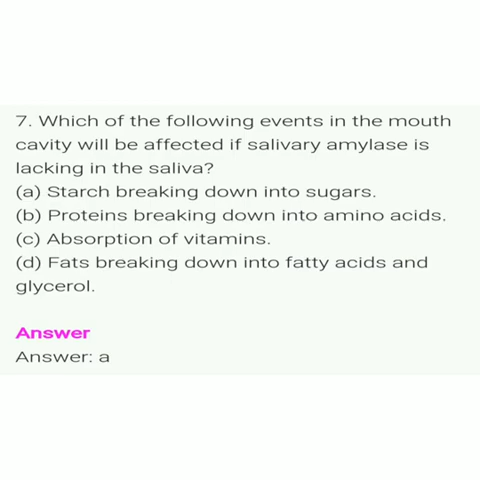 7. Which of the following events in the mouth
cavity will be affected if salivary amylase is
lacking in the saliva?
(a) Starch breaking down into sugars.
(b) Proteins breaking down into amino acids.
(c) Absorption of vitamins.
(d) Fats breaking down into fatty acids and
glycerol.
Answer
Answer: a